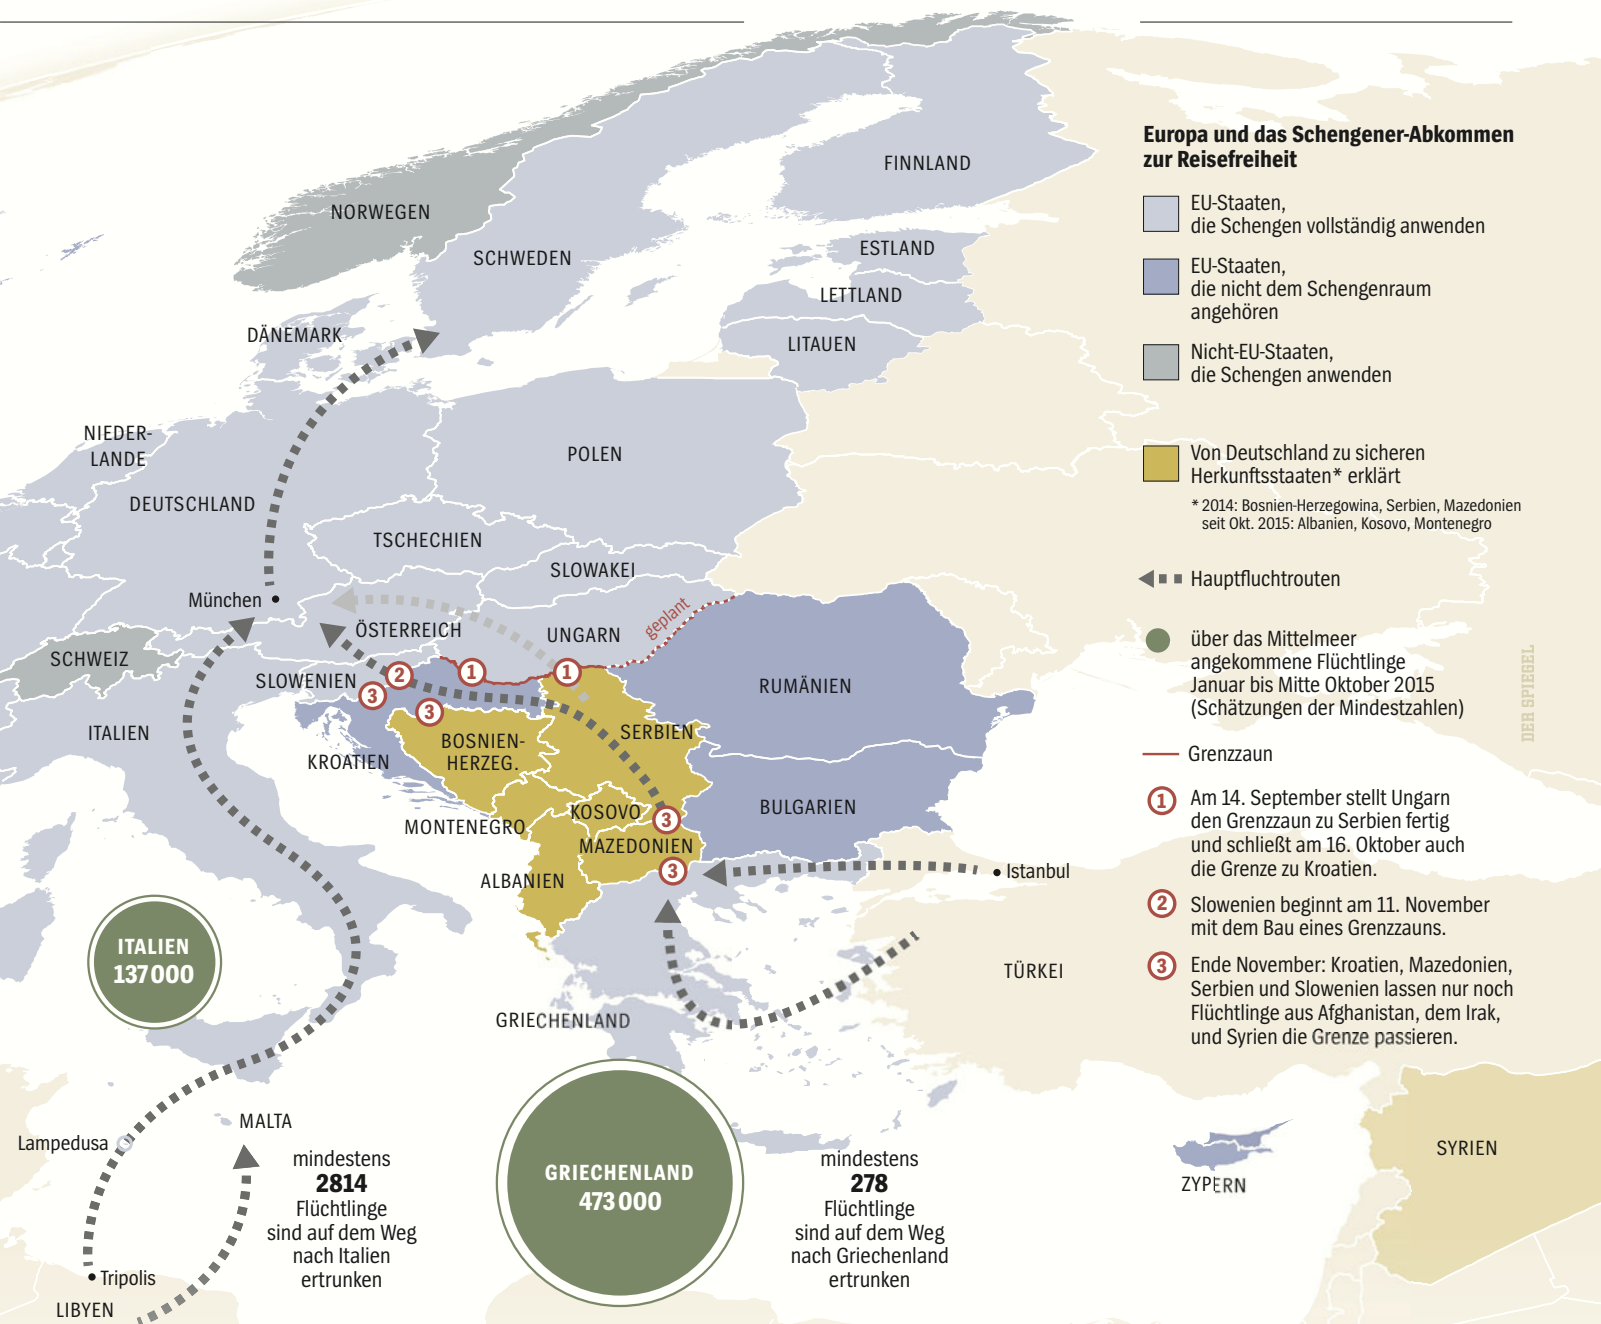 Europa und das Schengener-Abkommen
zur Reisefreiheit
EU-Staaten,
die Schengen vollständig anwenden
EU-Staaten,
die nicht dem Schengenraum
angehören
Nicht-EU-Staaten,
die Schengen anwenden
Von Deutschland zu sicheren
Herkunftsstaaten* erklärt
* 2014: Bosnien-Herzegowina, Serbien, Mazedonien
seit Okt. 2015: Albanien, Kosovo, Montenegro
Hauptfluchtrouten
über das Mittelmeer
angekommene Flüchtlinge
Januar bis Mitte Oktober 2015
(Schätzungen der Mindestzahlen)
Grenzzaun
1 Am 14. September stellt Ungarn
den Grenzzaun zu Serbien fertig
und schließt am 16. Oktober auch
die Grenze zu Kroatien.
2 Slowenien beginnt am 11. November
mit dem Bau eines Grenzzauns.
3 Ende November: Kroatien, Mazedonien,
Serbien und Slowenien lassen nur noch
Flüchtlinge aus Afghanistan, dem Irak,
und Syrien die Grenze passieren.
DER SPIEGEL
FINNLAND
NORWEGEN
SCHWEDEN
ESTLAND
LETTLAND
LITAUEN
DÄNEMARK
NIEDER-
LANDE
POLEN
DEUTSCHLAND
TSCHECHIEN
SLOWAKEI
München
geplant
ÖSTERREICH
UNGARN
SCHWEIZ
SLOWENIEN
2
1
1
3
3
RUMÄNIEN
ITALIEN
SERBIEN
BOSNIEN-
HERZEG.
KROATIEN
BULGARIEN
KOSOVO
3
MONTENEGRO
MAZEDONIEN
3
Istanbul
ALBANIEN
ITALIEN
137 000
TÜRKEI
GRIECHENLAND
MALTA
Lampedusa
mindestens
2814
Flüchtlinge
sind auf dem Weg
nach Italien
ertrunken
GRIECHENLAND
473 000
mindestens
278
Flüchtlinge
sind auf dem Weg
nach Griechenland
ertrunken
SYRIEN
ZYPERN
Tripolis
LIBYEN